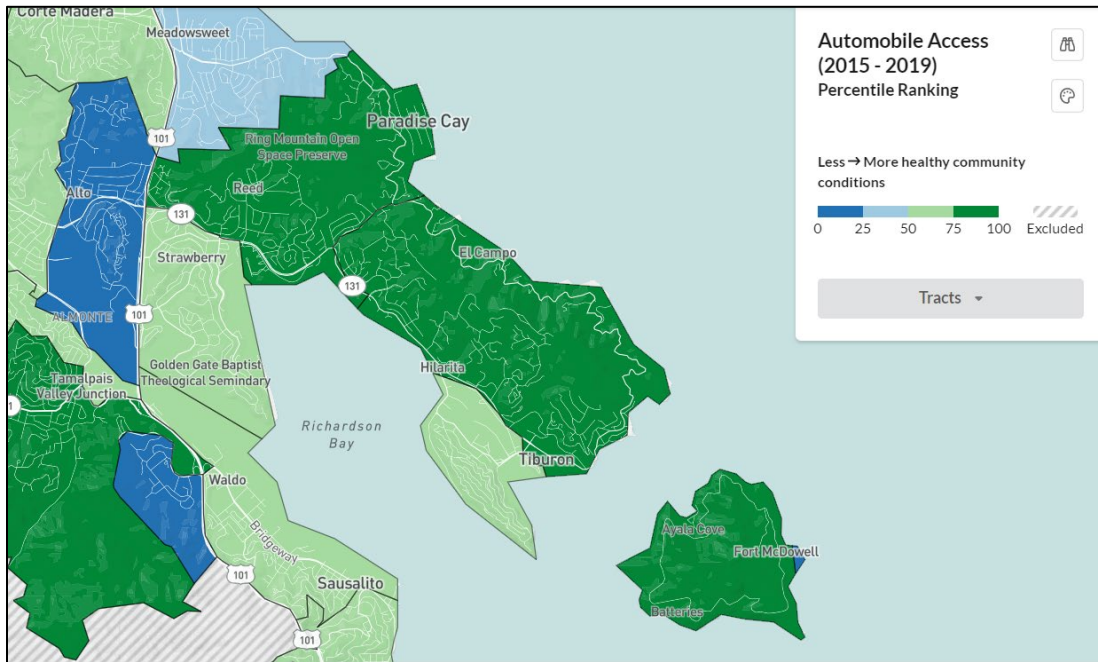 Corte Madera
Meadowsweet
101
Paradise Cay
Ring Mountain Open
Space Preserve
Alto
Reed
131
Strawberry
El Campo
131
101
ALMONTE
Golden Gate Baptist
Theological Semindary
Hilarita
Tamalpais
Valley Junction
1
Richardson
Bay
Tiburon
Waldo
Bridgeway
Ayala Cove
Fort McDowell
101
Sausalito
Batteries
101
Automobile Access
(2015 - 2019)
Percentile Ranking
Less → More healthy community
conditions
0 25 50 75 100 Excluded
Tracts